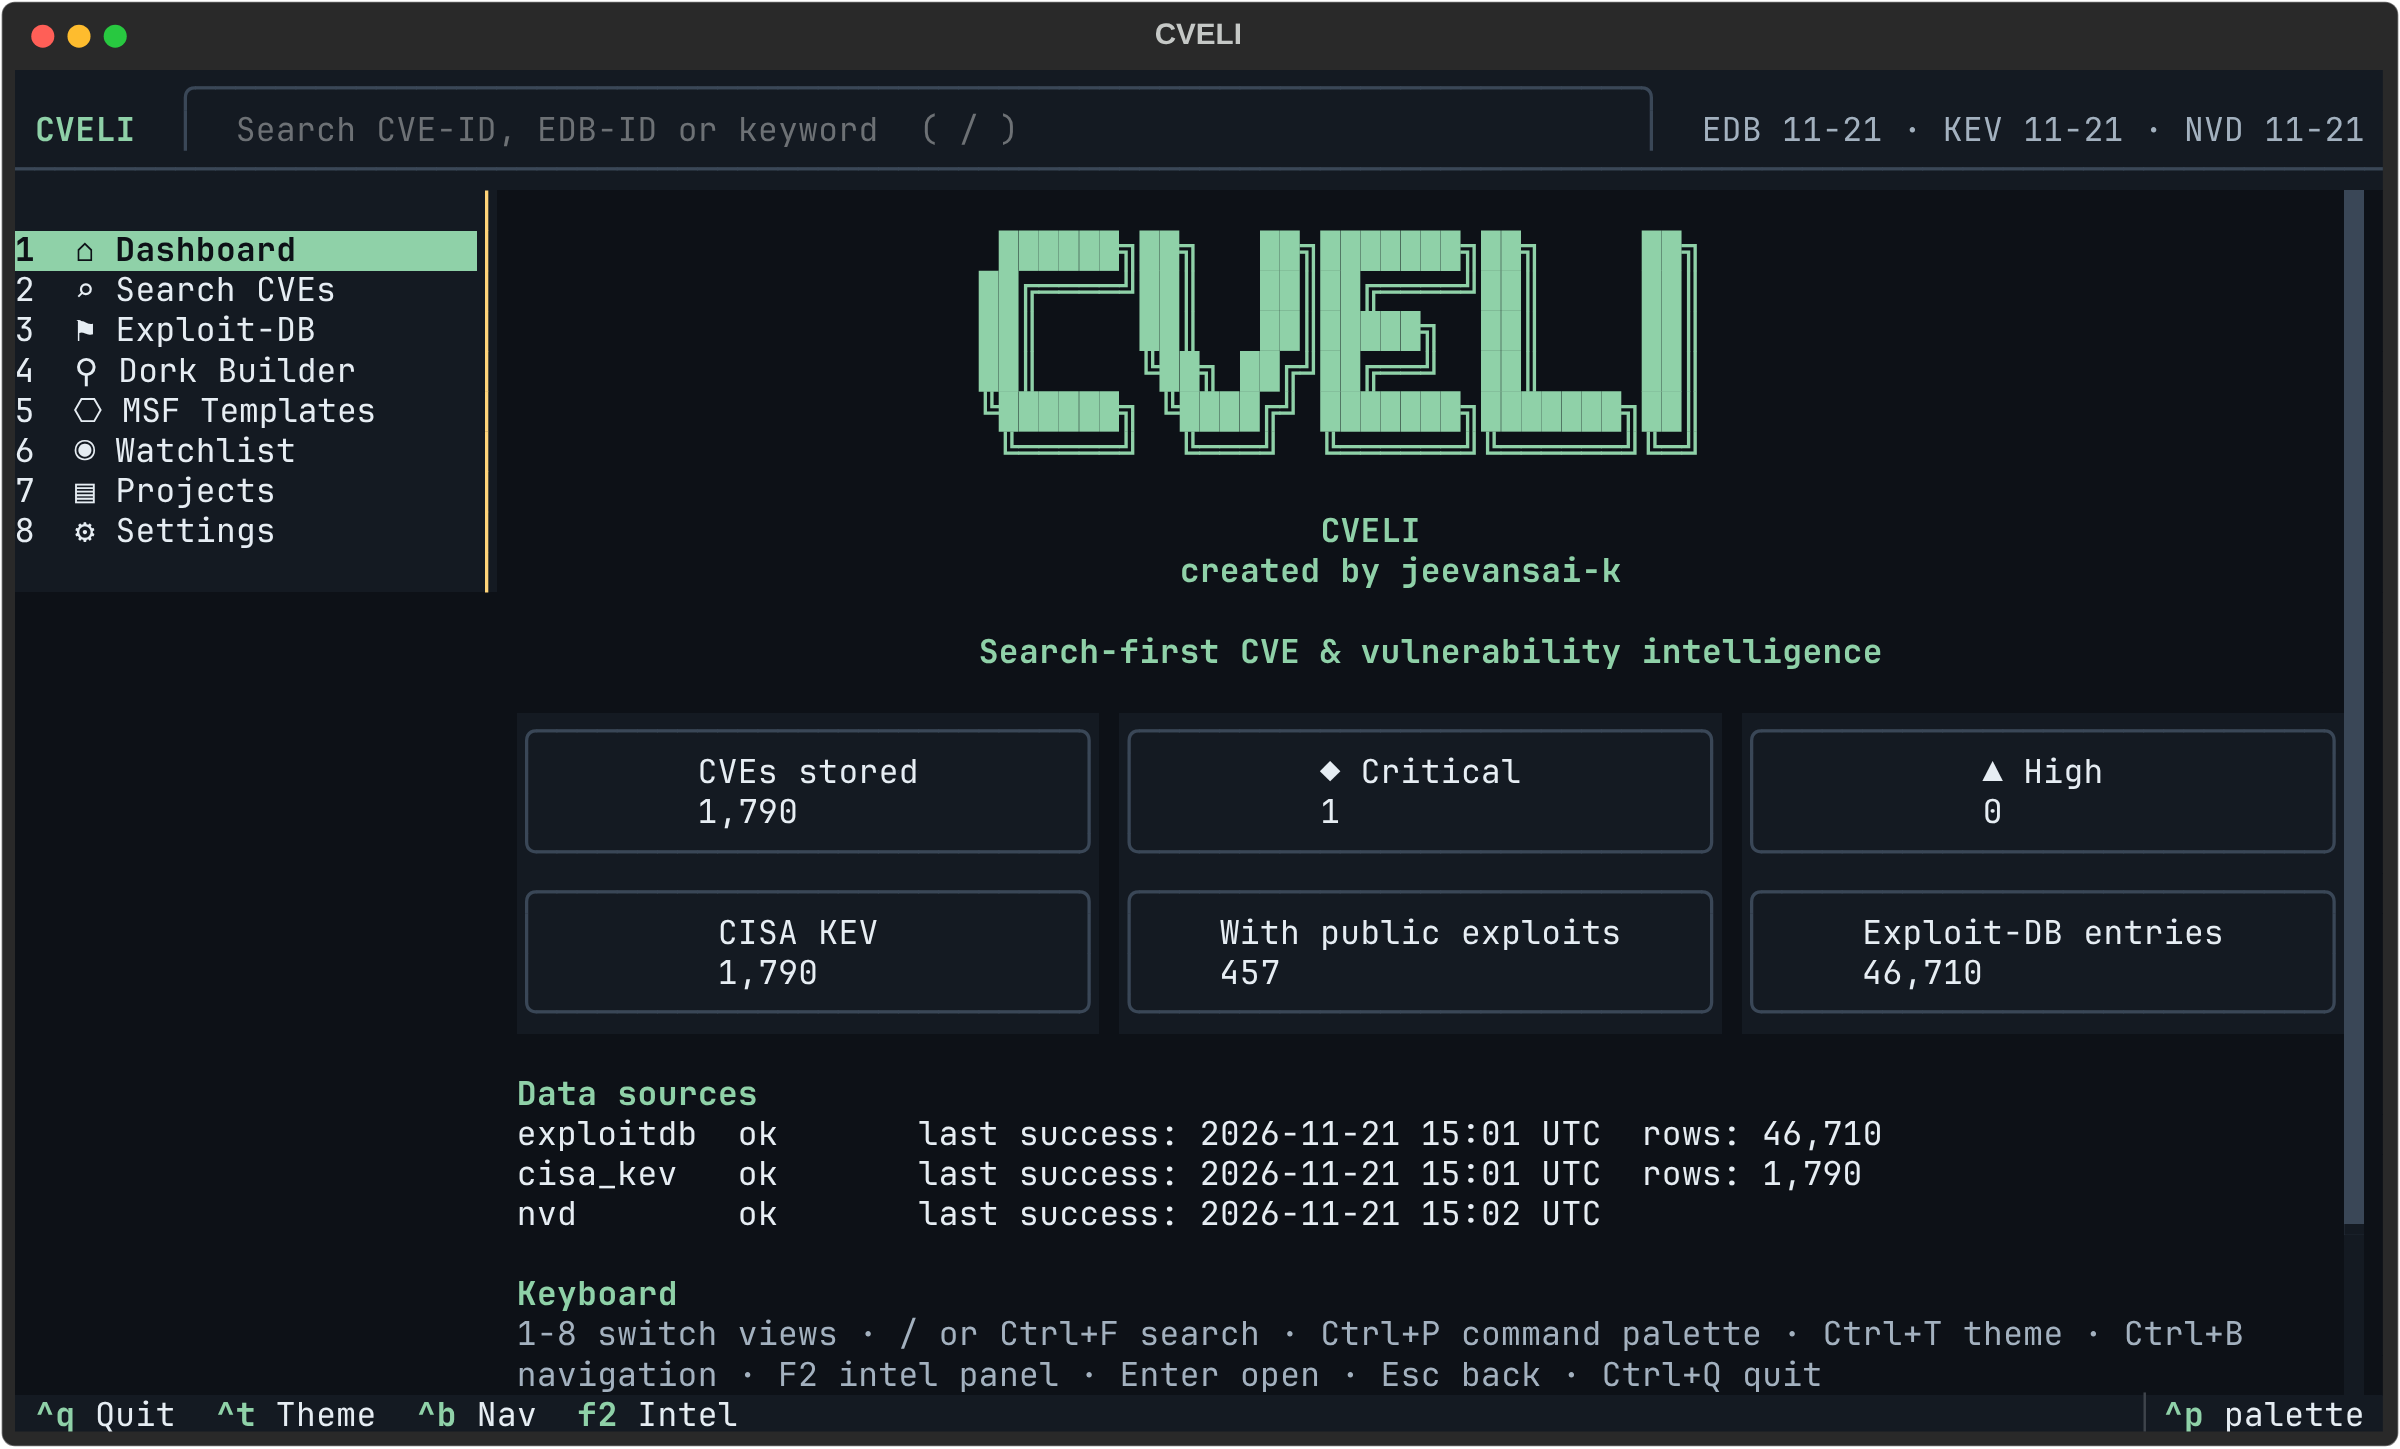 CVELI
CVELI Search CVE-ID, EDB-ID or keyword ( / ) EDB 11-21 · KEV 11-21 · NVD 11-21
1 ⌂ Dashboard
2 ⌕ Search CVEs
3 ⚑ Exploit-DB
4 ⚲ Dork Builder
5 ⎔ MSF Templates
6 ◉ Watchlist
7 ▤ Projects
8 ⚙ Settings
CVELI
CVELI
created by jeevansai-k
Search-first CVE & vulnerability intelligence
CVEs stored
1,790
◆ Critical
1
▲ High
0
CISA KEV
1,790
With public exploits
457
Exploit-DB entries
46,710
Data sources
exploitdb ok last success: 2026-11-21 15:01 UTC rows: 46,710
cisa_kev ok last success: 2026-11-21 15:01 UTC rows: 1,790
nvd ok last success: 2026-11-21 15:02 UTC
Keyboard
1-8 switch views · / or Ctrl+F search · Ctrl+P command palette · Ctrl+T theme · Ctrl+B
navigation · F2 intel panel · Enter open · Esc back · Ctrl+Q quit
^q Quit ^t Theme ^b Nav f2 Intel ^p palette